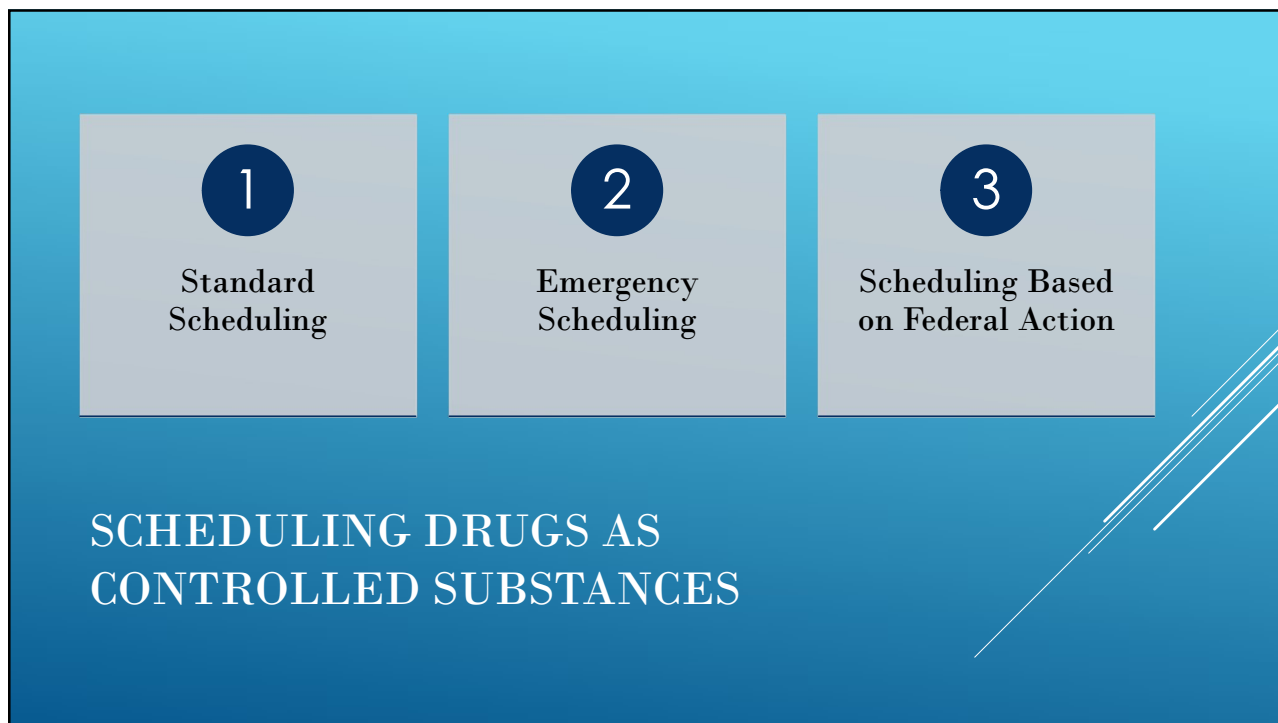 1
Standard
Scheduling
2
Emergency
Scheduling
3
Scheduling Based
on Federal Action
SCHEDULING DRUGS AS
CONTROLLED SUBSTANCES